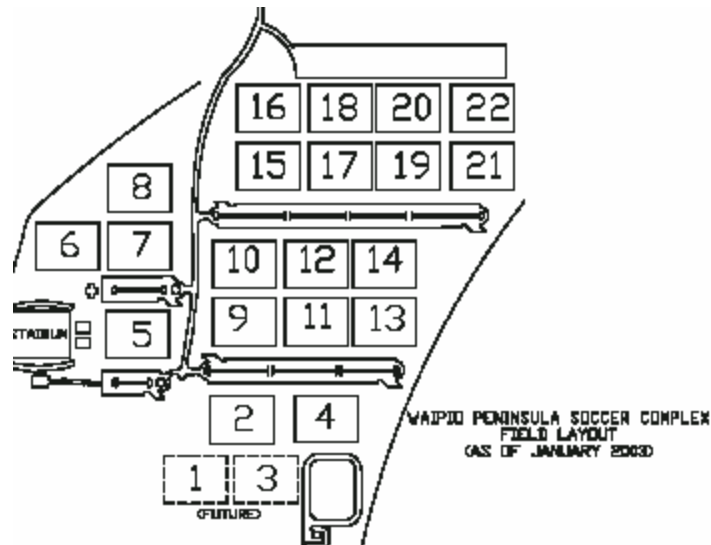 16 18 20 22
15 17 19 21
8
6 7
10 12 14
9 11 13
5
STADIUM
2 4
WAIPIO PENINSULA SOCCER COMPLEX
FIELD LAYOUT
(AS OF JANUARY 2003)
1 3
(FUTURE)